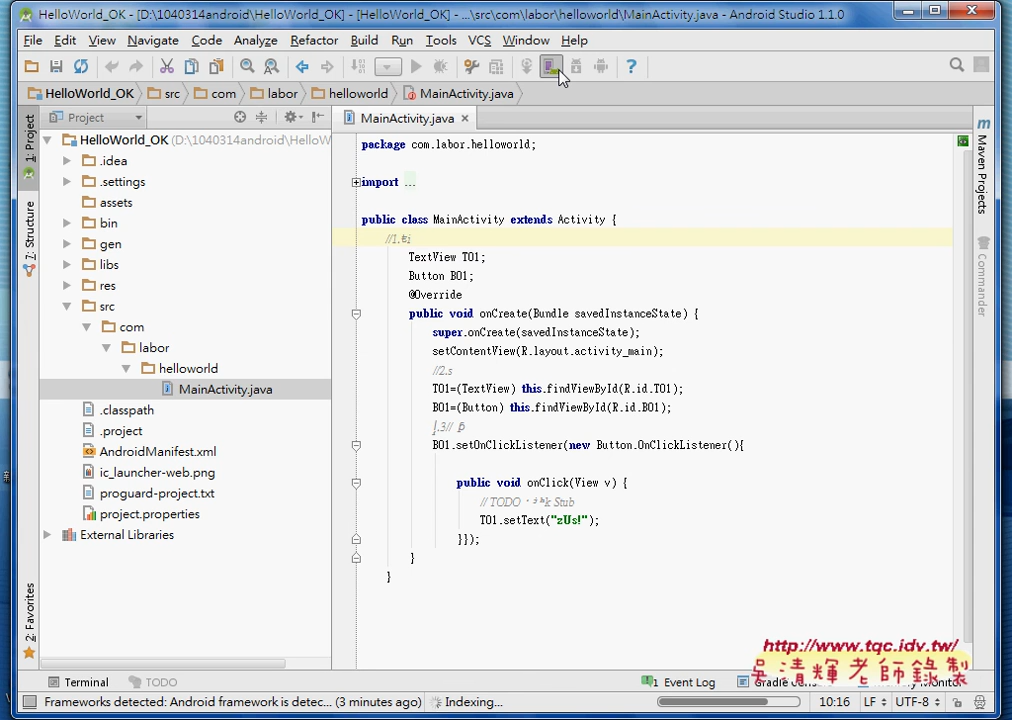 HelloWorld_OK - [D:\1040314android\HelloWorld_OK] - [HelloWorld_OK] - ...\src\com\labor\helloworld\MainActivity.java - Android Studio 1.1.0
File Edit View Navigate Code Analyze Refactor Build Run Tools VCS Window Help
HelloWorld_OK src com labor helloworld MainActivity.java
1: Project
7: Structure
2: Favorites
Project
HelloWorld_OK (D:\1040314android\HelloW
.idea
.settings
assets
bin
gen
libs
res
src
com
labor
helloworld
MainActivity.java
.classpath
.project
AndroidManifest.xml
ic_launcher-web.png
proguard-project.txt
project.properties
External Libraries
MainActivity.java
package com.labor.helloworld;
import ...
public class MainActivity extends Activity {
TextView T01;
Button B01;
@Override
public void onCreate(Bundle savedInstanceState) {
super.onCreate(savedInstanceState);
setContentView(R.layout.activity_main);
//2.s
T01=(TextView) this.findViewById(R.id.T01);
B01=(Button) this.findViewById(R.id.B01);
B01.setOnClickListener(new Button.OnClickListener(){
public void onClick(View v) {
// TODO Stub
T01.setText("zUs!");
}});
}
}
Maven Projects
Commander
http://www.tqc.idv.tw/
吳清輝老師錄製
Terminal TODO 1 Event Log
Frameworks detected: Android framework is detec... (3 minutes ago) Indexing... 10:16 LF UTF-8